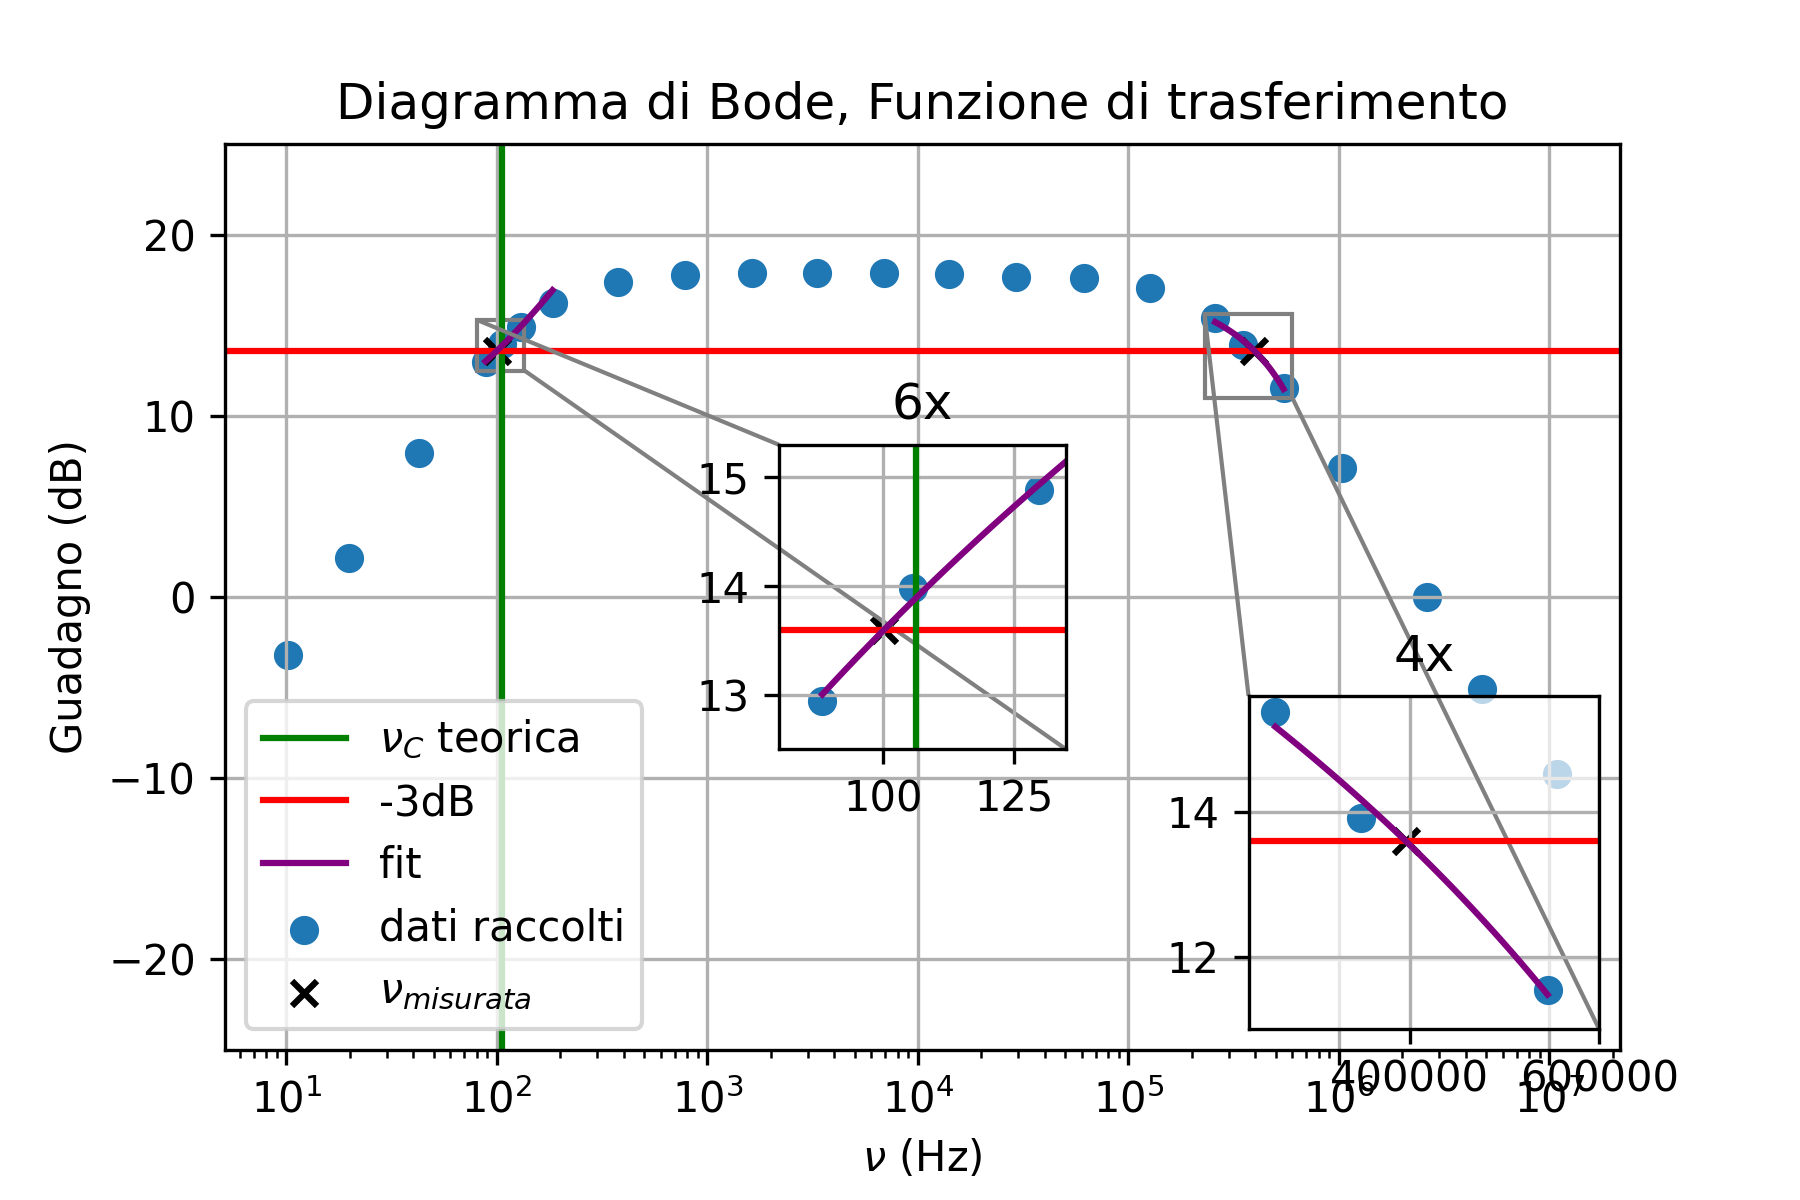 Diagramma di Bode, Funzione di trasferimento
Guadagno (dB)
20
10
0
−10
−20
6x
15
14
13
100 125
4x
14
12
400000 600000
ν_C teorica
-3dB
fit
dati raccolti
ν_misurata
10¹ 10² 10³ 10⁴ 10⁵ 10⁶ 10⁷
ν (Hz)